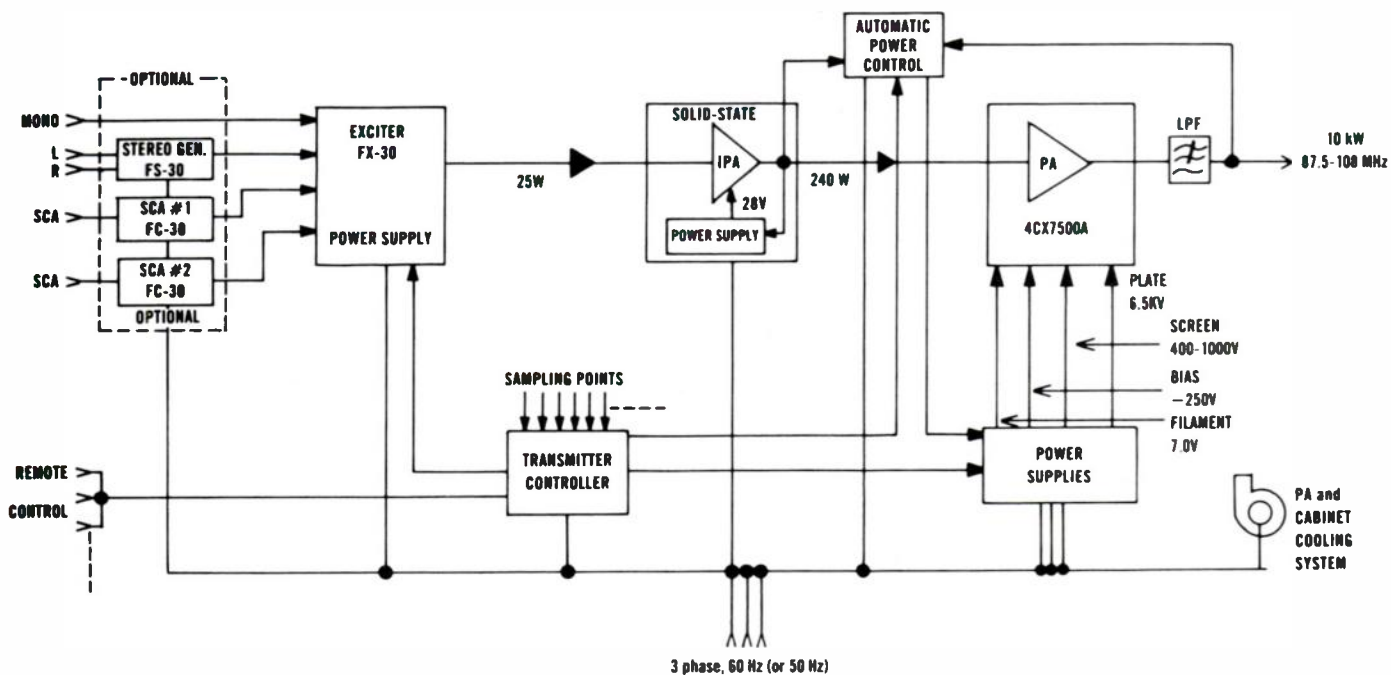 AUTOMATIC
POWER
CONTROL
OPTIONAL
MONO
L
R
STEREO GEN.
FS-30
SCA
SCA #1
FC-30
SCA
SCA #2
FC-30
OPTIONAL
EXCITER
FX-30
POWER SUPPLY
25W
SOLID-STATE
IPA
28V
POWER SUPPLY
240 W
PA
4CX7500A
LPF
10 kW
87.5-108 MHz
PLATE
6.5KV
SCREEN
400-1000V
BIAS
-250V
FILAMENT
7.0V
SAMPLING POINTS
TRANSMITTER
CONTROLLER
POWER
SUPPLIES
REMOTE
CONTROL
PA and
CABINET
COOLING
SYSTEM
3 phase, 60 Hz (or 50 Hz)